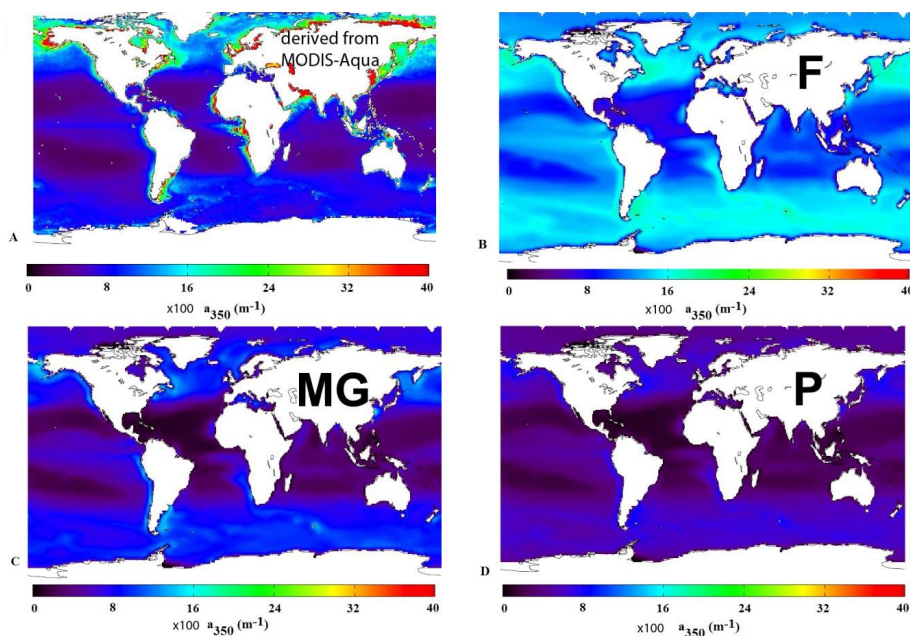 derived from
MODIS-Aqua
A
0 8 16 24 32 40
x100 a350 (m-1)
F
B
0 8 16 24 32 40
x100 a350 (m-1)
MG
C
0 8 16 24 32 40
x100 a350 (m-1)
P
D
0 8 16 24 32 40
x100 a350 (m-1)